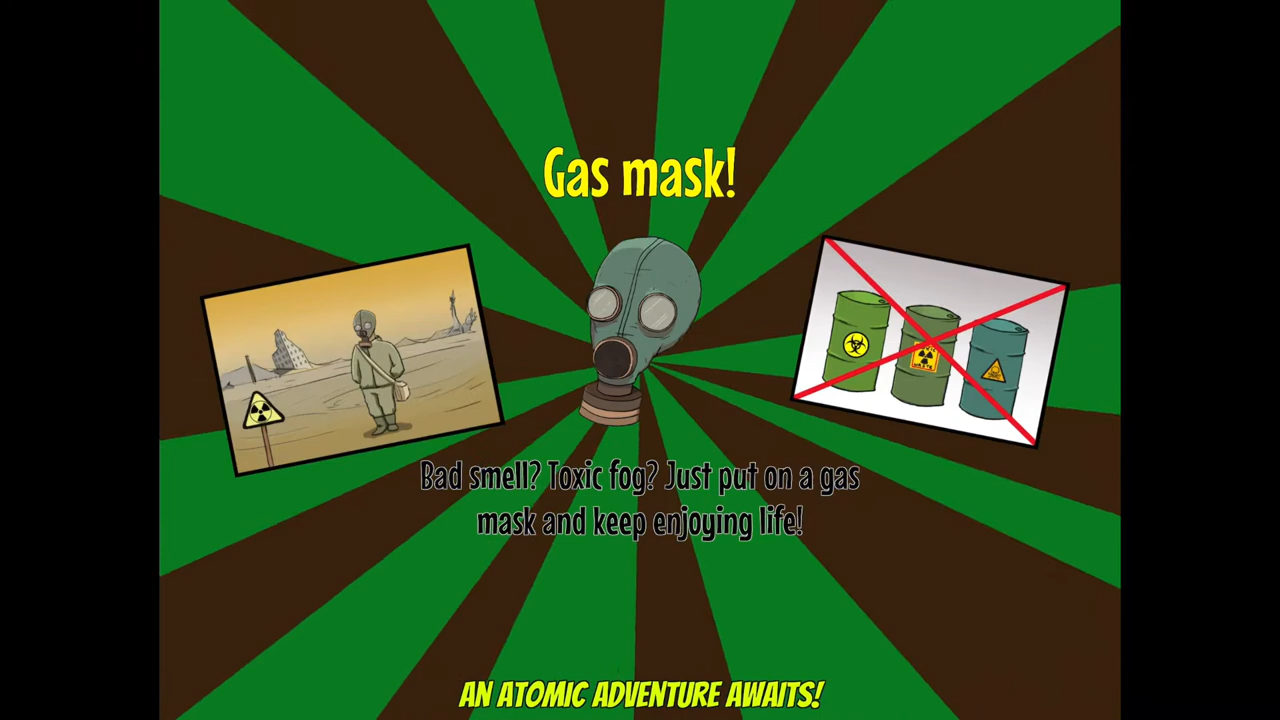 Gas mask!
Bad smell? Toxic fog? Just put on a gas
mask and keep enjoying life!
AN ATOMIC ADVENTURE AWAITS!